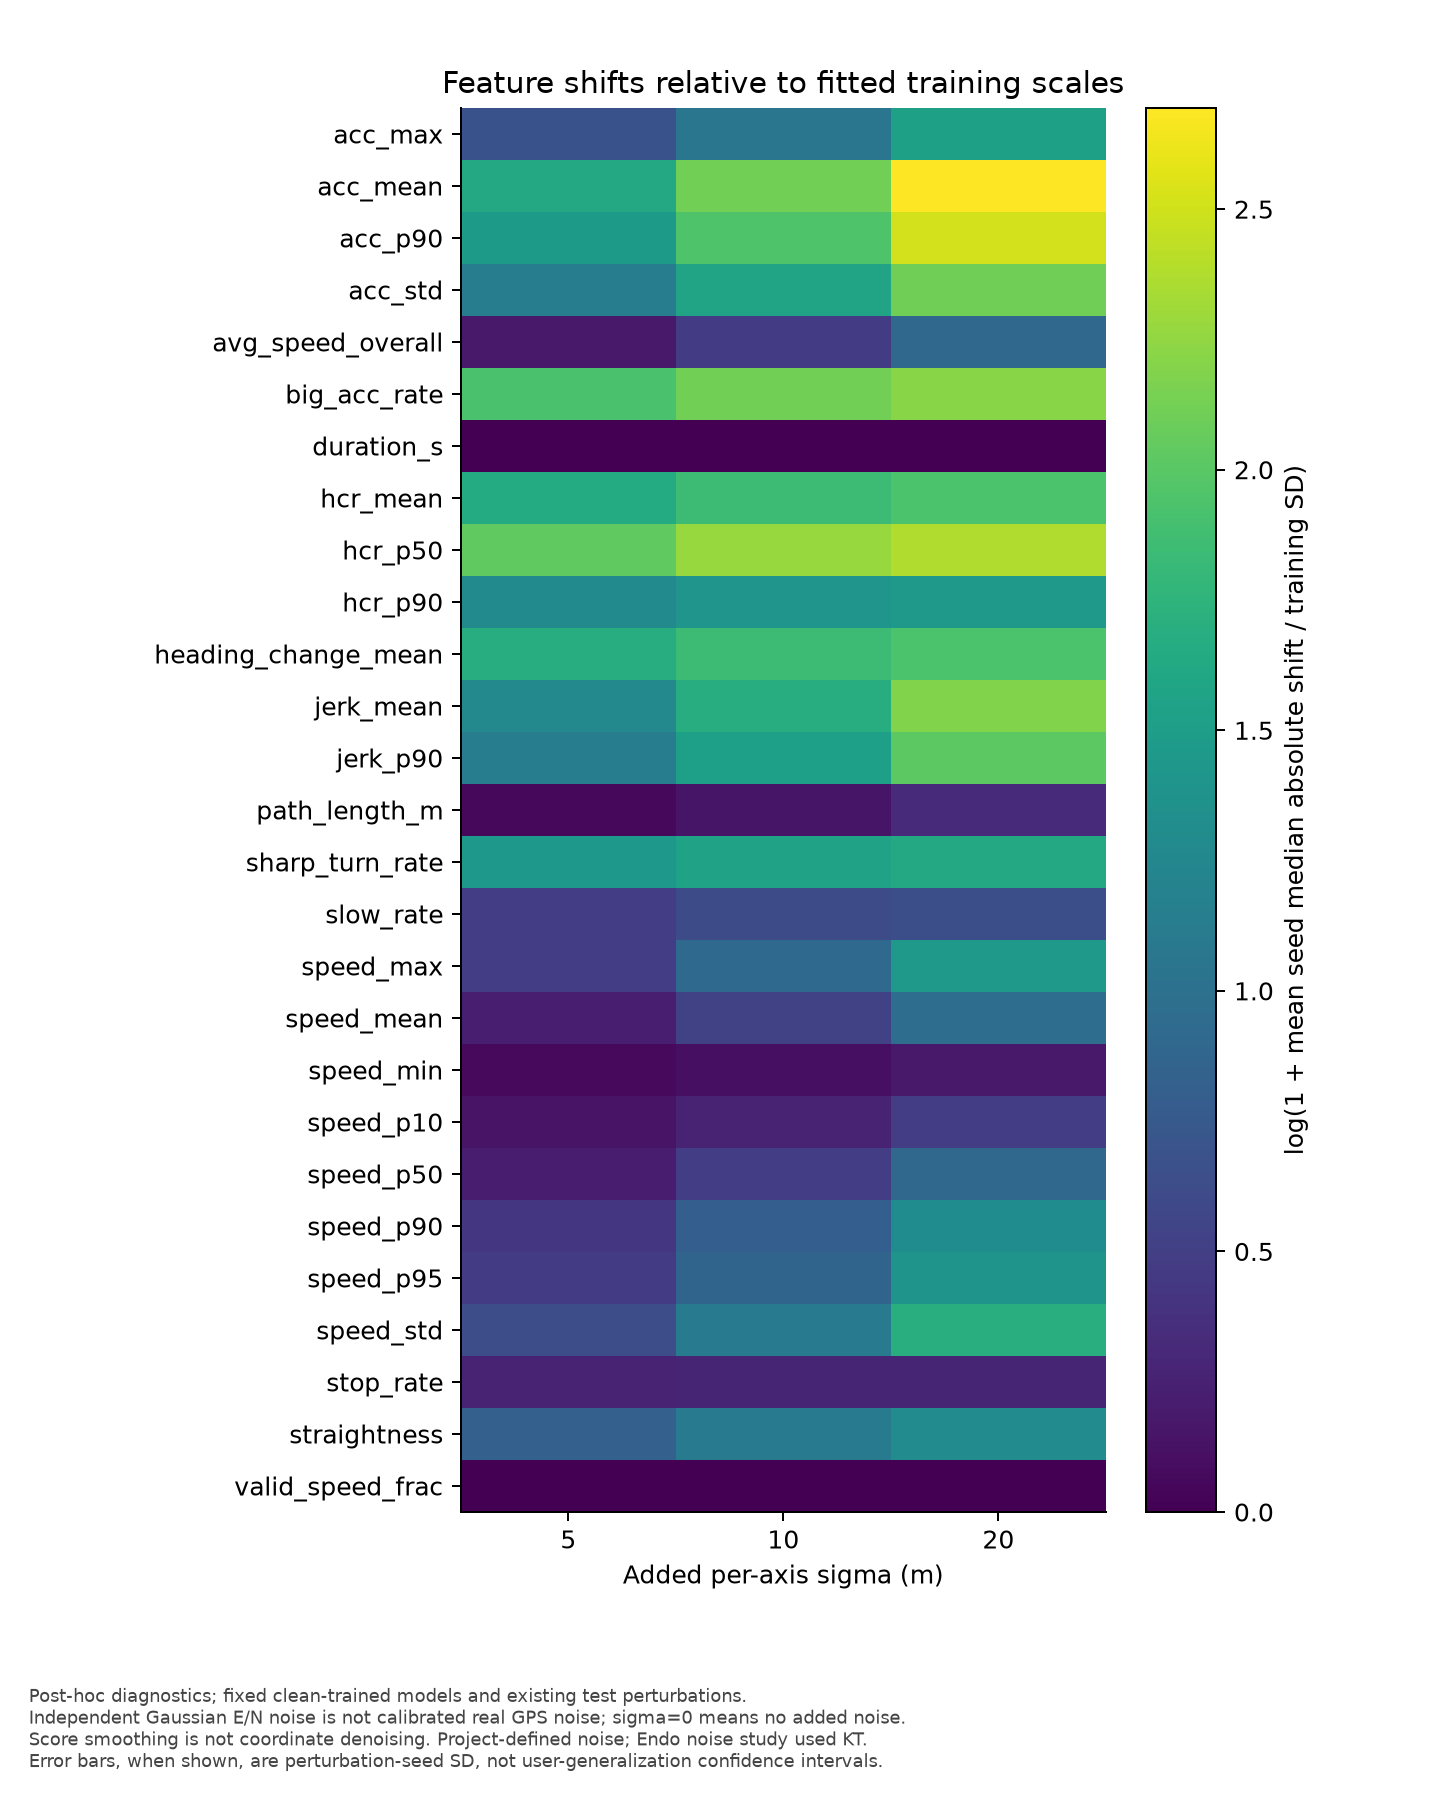 Feature shifts relative to fitted training scales
acc_max
acc_mean
acc_p90
acc_std
avg_speed_overall
big_acc_rate
duration_s
hcr_mean
hcr_p50
hcr_p90
heading_change_mean
jerk_mean
jerk_p90
path_length_m
sharp_turn_rate
slow_rate
speed_max
speed_mean
speed_min
speed_p10
speed_p50
speed_p90
speed_p95
speed_std
stop_rate
straightness
valid_speed_frac
5 10 20
Added per-axis sigma (m)
2.5
2.0
1.5
1.0
0.5
0.0
log(1 + mean seed median absolute shift / training SD)
Post-hoc diagnostics; fixed clean-trained models and existing test perturbations.
Independent Gaussian E/N noise is not calibrated real GPS noise; sigma=0 means no added noise.
Score smoothing is not coordinate denoising. Project-defined noise; Endo noise study used KT.
Error bars, when shown, are perturbation-seed SD, not user-generalization confidence intervals.